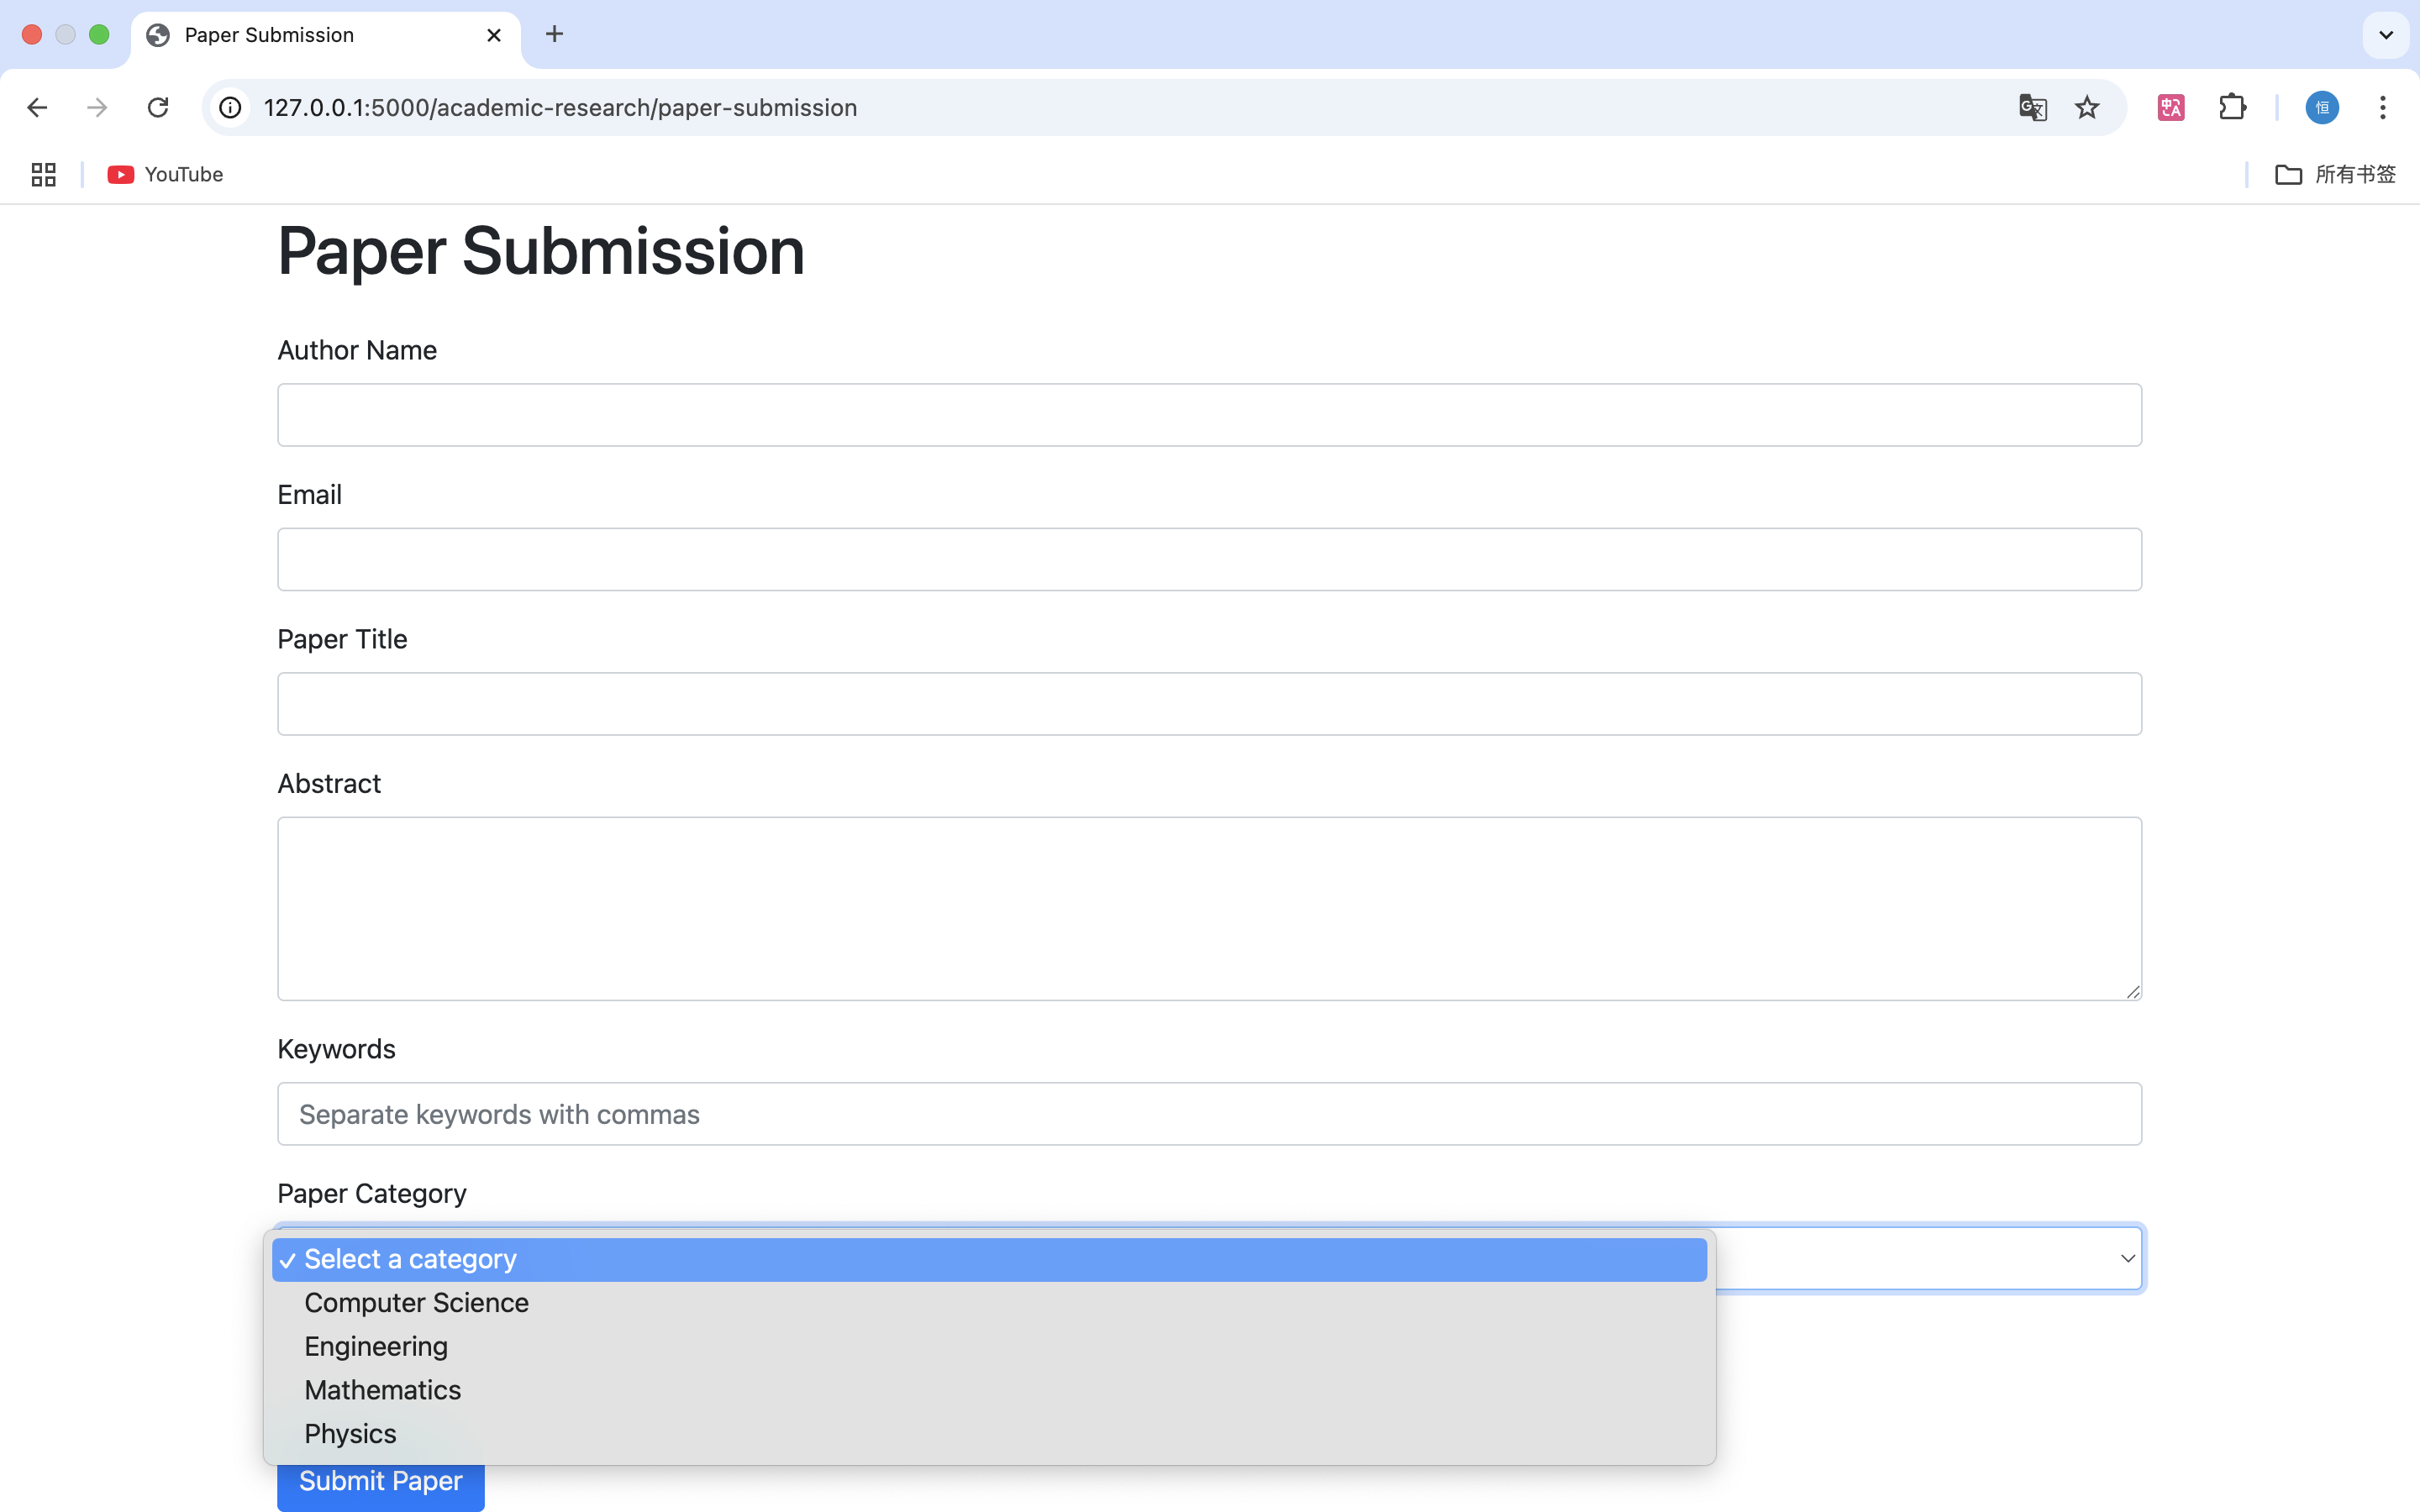 Paper Submission
127.0.0.1:5000/academic-research/paper-submission
恒
YouTube
所有书签
Paper Submission
Author Name
Email
Paper Title
Abstract
Keywords
Separate keywords with commas
Paper Category
✓ Select a category
Computer Science
Engineering
Mathematics
Physics
Submit Paper